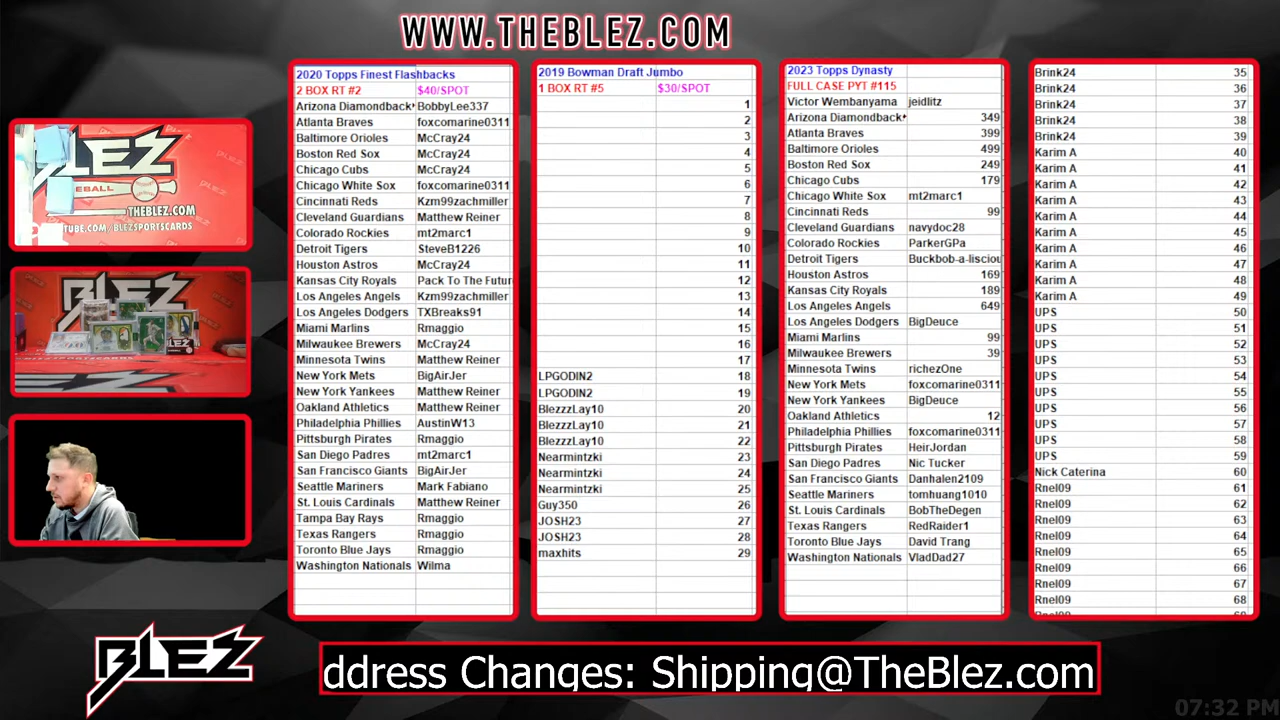 WWW.THEBLEZ.COM
2020 Topps Finest Flashbacks
2 BOX RT #2 $40/SPOT
Arizona Diamondback BobbyLee337
Atlanta Braves foxcomarine0311
Baltimore Orioles McCray24
Boston Red Sox McCray24
Chicago Cubs McCray24
Chicago White Sox foxcomarine0311
Cincinnati Reds Kzm99zachmiller
Cleveland Guardians Matthew Reiner
Colorado Rockies mt2marc1
Detroit Tigers SteveB1226
Houston Astros McCray24
Kansas City Royals Pack To The Futur
Los Angeles Angels Kzm99zachmiller
Los Angeles Dodgers TXBreaks91
Miami Marlins Rmaggio
Milwaukee Brewers McCray24
Minnesota Twins Matthew Reiner
New York Mets BigAirJer
New York Yankees Matthew Reiner
Oakland Athletics Matthew Reiner
Philadelphia Phillies AustinW13
Pittsburgh Pirates Rmaggio
San Diego Padres mt2marc1
San Francisco Giants BigAirJer
Seattle Mariners Mark Fabiano
St. Louis Cardinals Matthew Reiner
Tampa Bay Rays Rmaggio
Texas Rangers Rmaggio
Toronto Blue Jays Rmaggio
Washington Nationals Wilma
2019 Bowman Draft Jumbo
1 BOX RT #5 $30/SPOT
1
2
3
4
5
6
7
8
9
10
11
12
13
14
15
16
17
LPGODIN2 18
LPGODIN2 19
BlezzzLay10 20
BlezzzLay10 21
BlezzzLay10 22
Nearmintzki 23
Nearmintzki 24
Nearmintzki 25
Guy350 26
JOSH23 27
JOSH23 28
maxhits 29
2023 Topps Dynasty
FULL CASE PYT #115
Victor Wembanyama jeidlitz
Arizona Diamondback 349
Atlanta Braves 399
Baltimore Orioles 499
Boston Red Sox 249
Chicago Cubs 179
Chicago White Sox mt2marc1
Cincinnati Reds 99
Cleveland Guardians navydoc28
Colorado Rockies ParkerGPa
Detroit Tigers Buckbob-a-lisciou
Houston Astros 169
Kansas City Royals 189
Los Angeles Angels 649
Los Angeles Dodgers BigDeuce
Miami Marlins 99
Milwaukee Brewers 39
Minnesota Twins richezOne
New York Mets foxcomarine0311
New York Yankees BigDeuce
Oakland Athletics 12
Philadelphia Phillies foxcomarine0311
Pittsburgh Pirates HeirJordan
San Diego Padres Nic Tucker
San Francisco Giants Danhalen2109
Seattle Mariners tomhuang1010
St. Louis Cardinals BobTheDegen
Texas Rangers RedRaider1
Toronto Blue Jays David Trang
Washington Nationals VladDad27
Brink24 35
Brink24 36
Brink24 37
Brink24 38
Brink24 39
Karim A 40
Karim A 41
Karim A 42
Karim A 43
Karim A 44
Karim A 45
Karim A 46
Karim A 47
Karim A 48
Karim A 49
UPS 50
UPS 51
UPS 52
UPS 53
UPS 54
UPS 55
UPS 56
UPS 57
UPS 58
UPS 59
Nick Caterina 60
Rnel09 61
Rnel09 62
Rnel09 63
Rnel09 64
Rnel09 65
Rnel09 66
Rnel09 67
Rnel09 68
LEZ
EBALL
THEBLEZ.COM
TUBE.COM/BLEZSPORTSCARDS
BLEZ
ddress Changes: Shipping@TheBlez.com
07:32 PM